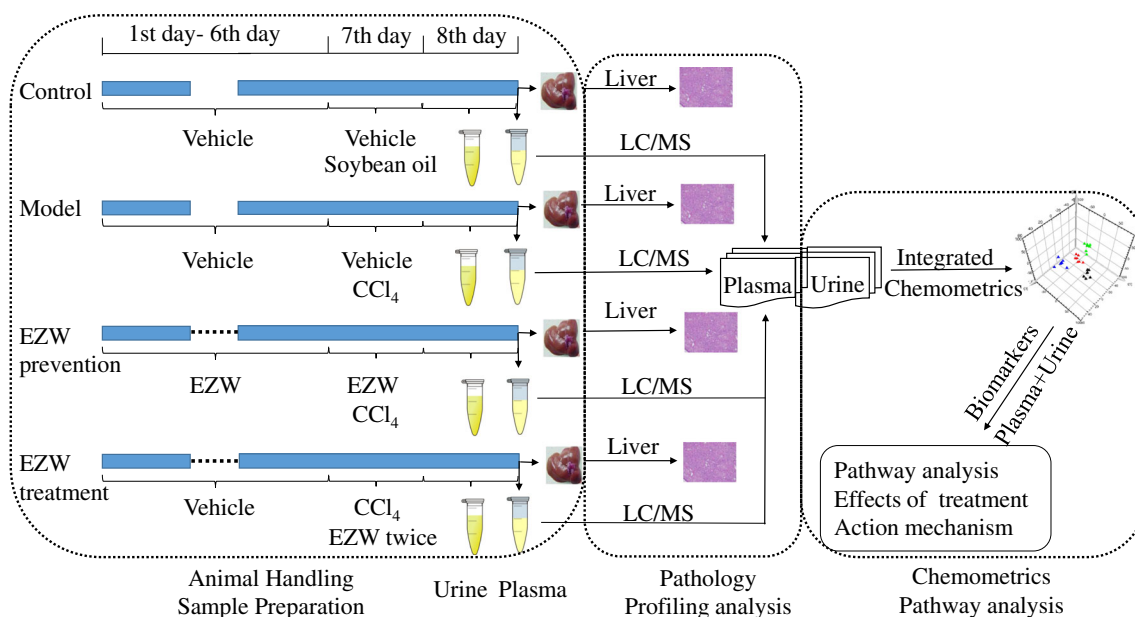 1st day- 6th day 7th day 8th day
Control
Vehicle
Vehicle
Soybean oil
Liver
LC/MS
Model
Vehicle
Vehicle
CCl4
Liver
LC/MS
EZW
prevention
EZW
EZW
CCl4
Liver
LC/MS
EZW
treatment
Vehicle
CCl4
EZW twice
Liver
LC/MS
Plasma
Urine
Integrated
Chemometrics
Biomarkers
Plasma+Urine
Pathway analysis
Effects of treatment
Action mechanism
Animal Handling
Sample Preparation
Urine Plasma
Pathology
Profiling analysis
Chemometrics
Pathway analysis